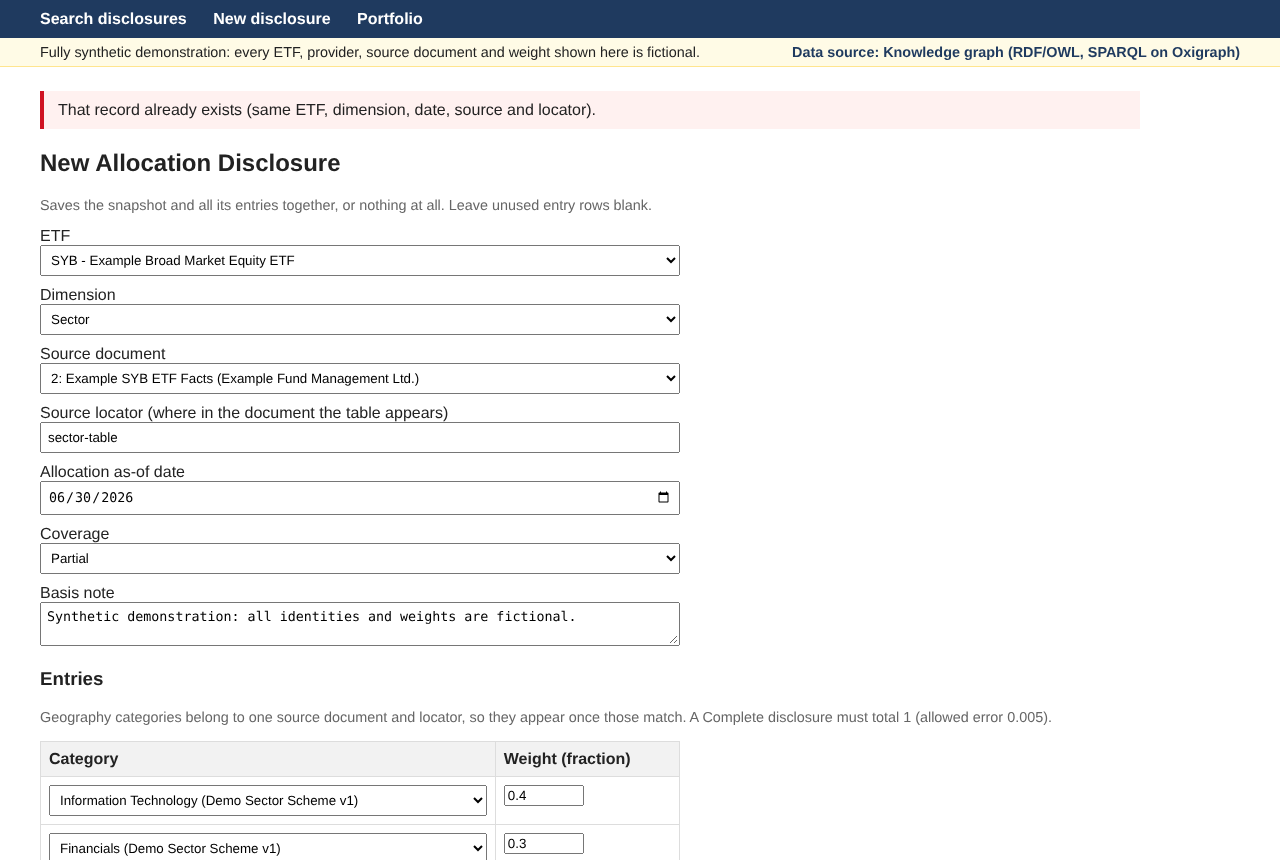 Search disclosures New disclosure Portfolio
Fully synthetic demonstration: every ETF, provider, source document and weight shown here is fictional. Data source: Knowledge graph (RDF/OWL, SPARQL on Oxigraph)
That record already exists (same ETF, dimension, date, source and locator).
New Allocation Disclosure
Saves the snapshot and all its entries together, or nothing at all. Leave unused entry rows blank.
ETF
SYB - Example Broad Market Equity ETF
Dimension
Sector
Source document
2: Example SYB ETF Facts (Example Fund Management Ltd.)
Source locator (where in the document the table appears)
sector-table
Allocation as-of date
06/30/2026
Coverage
Partial
Basis note
Synthetic demonstration: all identities and weights are fictional.
Entries
Geography categories belong to one source document and locator, so they appear once those match. A Complete disclosure must total 1 (allowed error 0.005).
Category Weight (fraction)
Information Technology (Demo Sector Scheme v1) 0.4
Financials (Demo Sector Scheme v1) 0.3